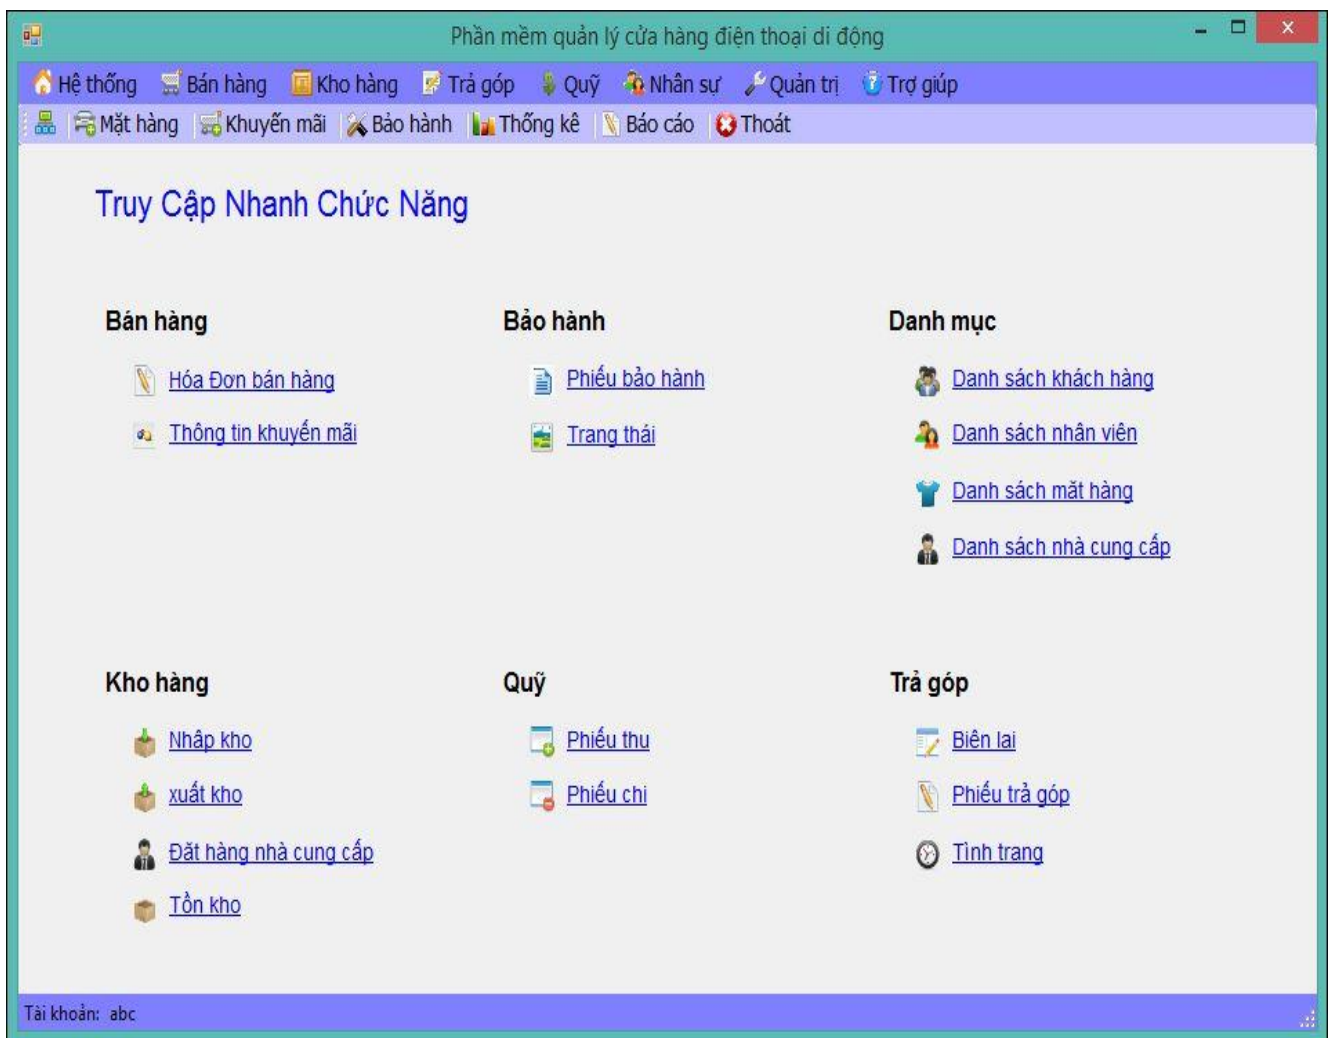 Phần mềm quản lý cửa hàng điện thoại di động
Hệ thống Bán hàng Kho hàng Trả góp Quỹ Nhân sự Quản trị Trợ giúp
Mặt hàng Khuyến mãi Bảo hành Thống kê Báo cáo Thoát
Truy Cập Nhanh Chức Năng
Bán hàng
Hóa Đơn bán hàng
Thông tin khuyến mãi
Bảo hành
Phiếu bảo hành
Trang thái
Danh mục
Danh sách khách hàng
Danh sách nhân viên
Danh sách măt hàng
Danh sách nhà cung cấp
Kho hàng
Nhâp kho
xuất kho
Đăt hàng nhà cung cấp
Tồn kho
Quỹ
Phiếu thu
Phiếu chi
Trả góp
Biên lai
Phiếu trả góp
Tình trang
Tài khoản: abc